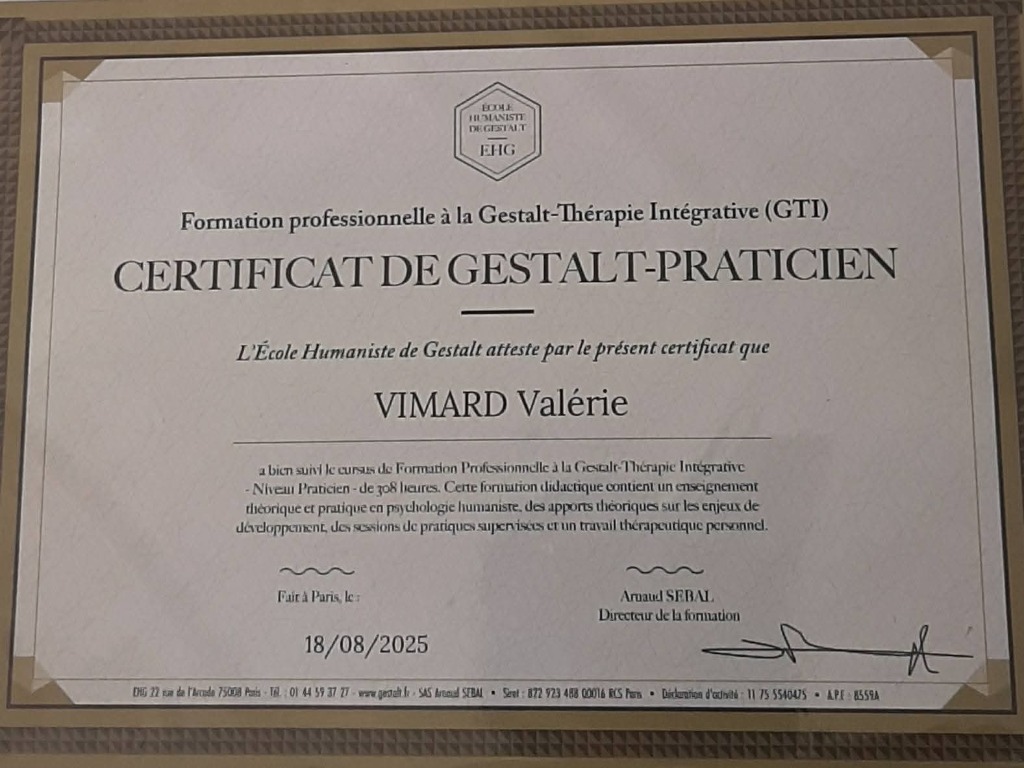 ÉCOLE
HUMANISTE
DE GESTALT
EHG
Formation professionnelle à la Gestalt-Thérapie Intégrative (GTI)
CERTIFICAT DE GESTALT-PRATICIEN
L'École Humaniste de Gestalt atteste par le présent certificat que
VIMARD Valérie
a bien suivi le cursus de Formation Professionnelle à la Gestalt-Thérapie Intégrative
- Niveau Praticien - de 308 heures. Cette formation didactique contient un enseignement
théorique et pratique en psychologie humaniste, des apports théoriques sur les enjeux de
développement, des sessions de pratiques supervisées et un travail thérapeutique personnel.
Fait à Paris, le :
18/08/2025
Arnaud SEBAL
Directeur de la formation
EHG 22 rue de l'Arcade 75008 Paris - Tél. : 01 44 59 37 27 - www.gestalt.fr - SAS Arnaud SEBAL • Siret : 872 923 488 00016 RCS Paris • Déclaration d'activité : 11 75 5540475 • A.P.E : 8559A